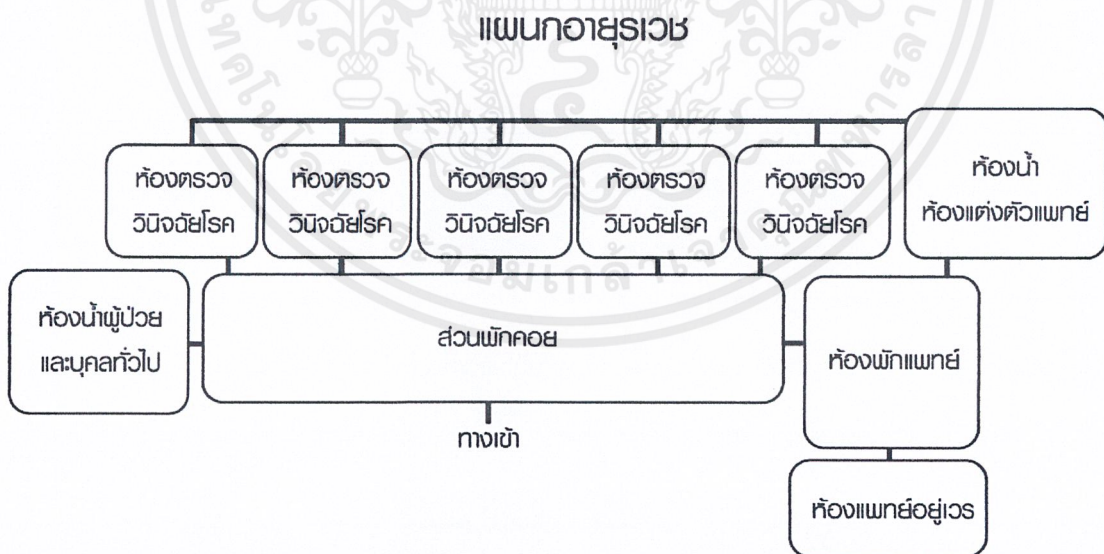 แผนกอายุรเวช
ห้องตรวจ
วินิจฉัยโรค
ห้องตรวจ
วินิจฉัยโรค
ห้องตรวจ
วินิจฉัยโรค
ห้องตรวจ
วินิจฉัยโรค
ห้องตรวจ
วินิจฉัยโรค
ห้องน้ำ
ห้องแต่งตัวแพทย์
ห้องน้ำผู้ป่วย
และบุคลทั่วไป
ส่วนพักคอย
ห้องพักแพทย์
ทางเข้า
ห้องแพทย์อยู่เวร